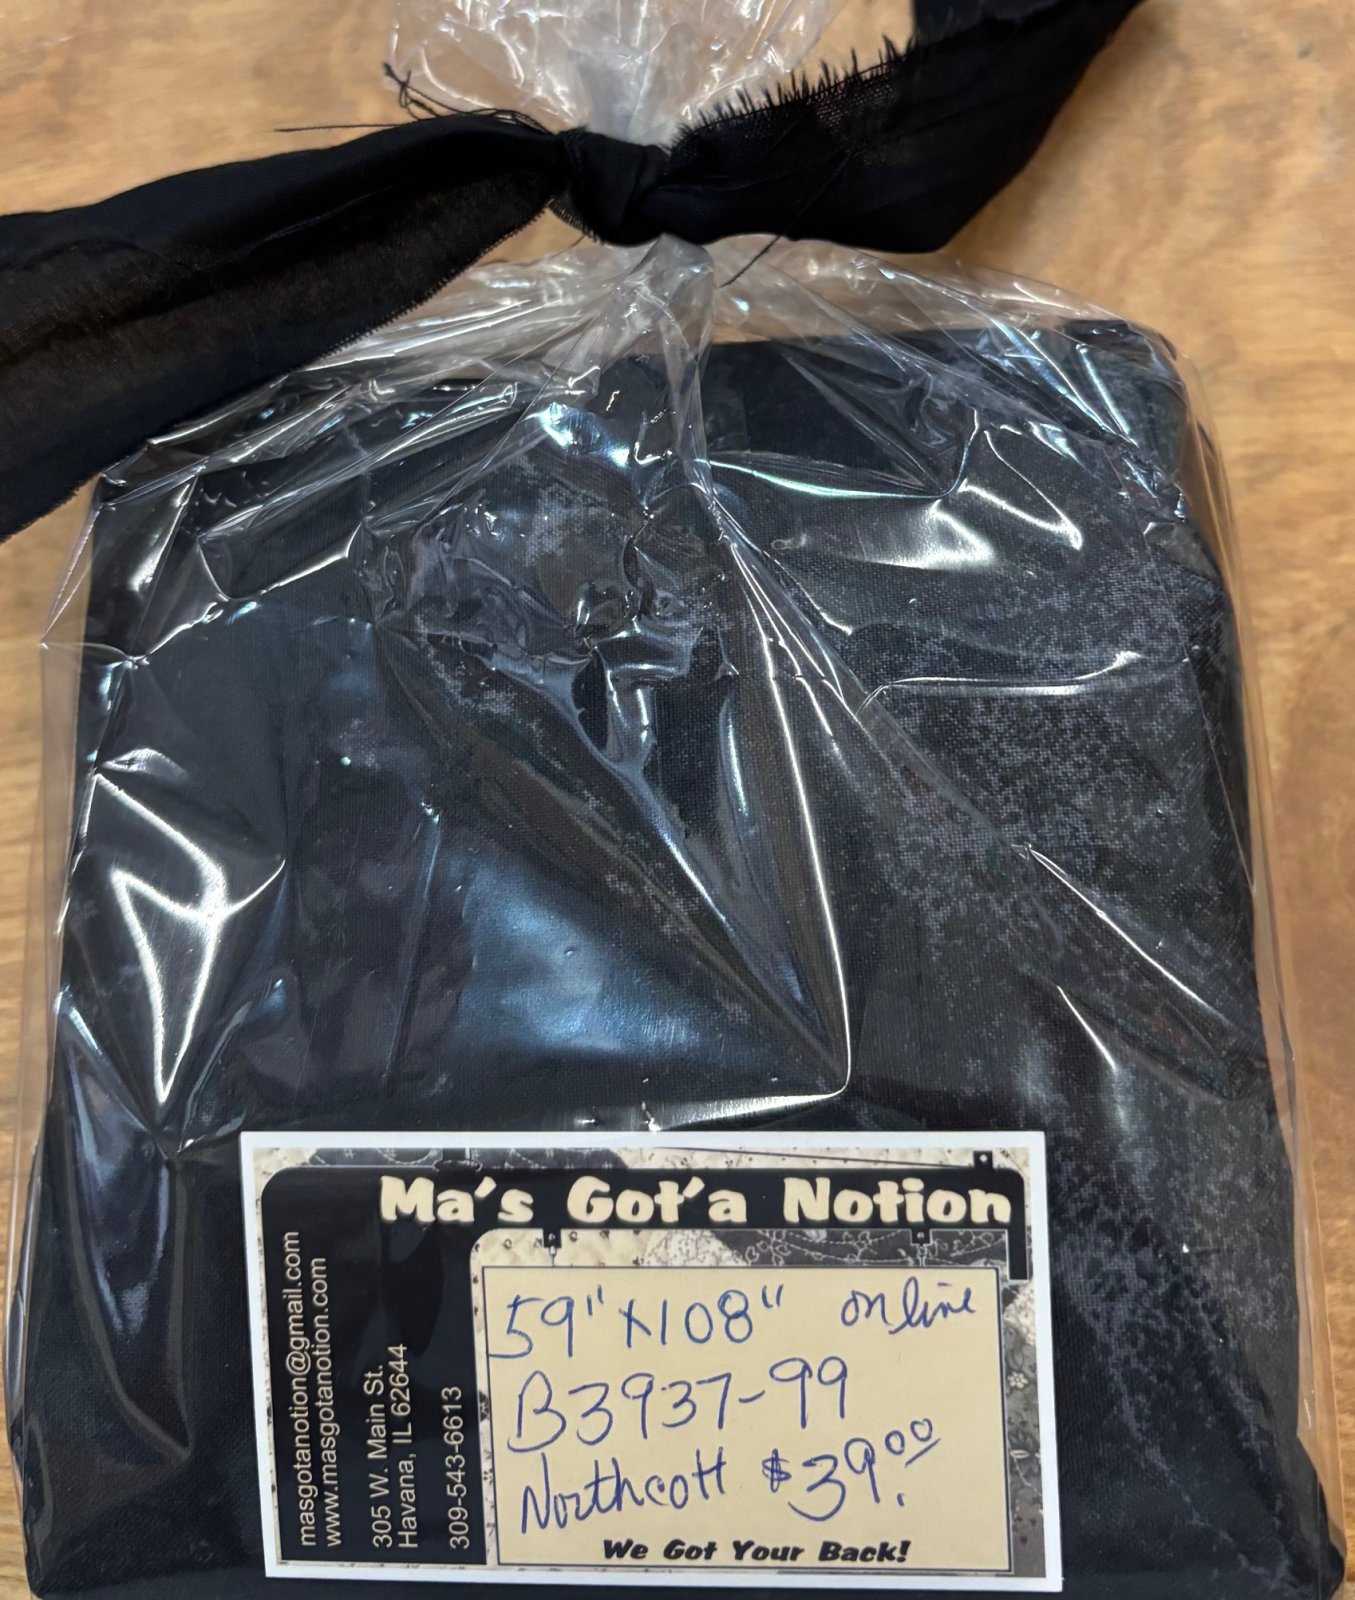 Ma's Got'a Notion
masgotanotion@gmail.com
www.masgotanotion.com
305 W. Main St.
Havana, IL 62644
309-543-6613
59" x 108" online
B3937-99
Northcott $39.00
We Got Your Back!